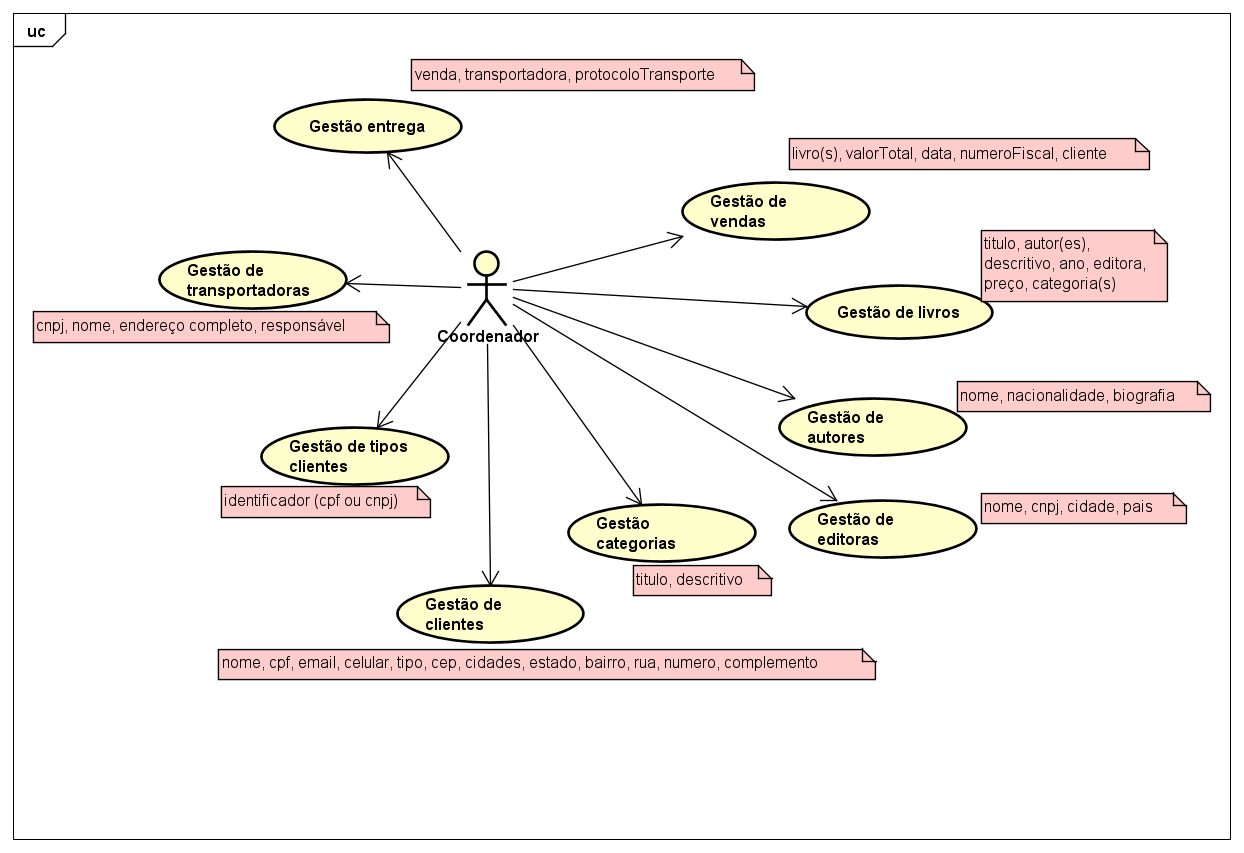 uc
venda, transportadora, protocoloTransporte
Gestão entrega
livro(s), valorTotal, data, numeroFiscal, cliente
Gestão de
vendas
titulo, autor(es),
descritivo, ano, editora,
preço, categoria(s)
Gestão de
transportadoras
cnpj, nome, endereço completo, responsável
Gestão de livros
Coordenador
nome, nacionalidade, biografia
Gestão de
autores
Gestão de tipos
clientes
identificador (cpf ou cnpj)
nome, cnpj, cidade, pais
Gestão de
editoras
Gestão
categorias
titulo, descritivo
Gestão de
clientes
nome, cpf, email, celular, tipo, cep, cidades, estado, bairro, rua, numero, complemento